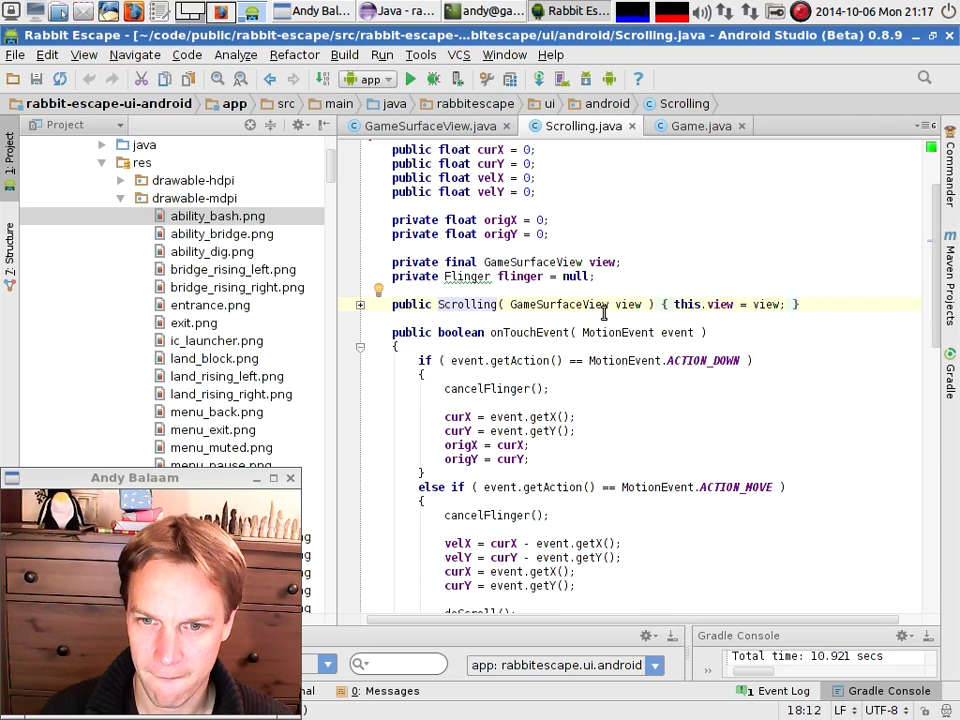 Andy Bal...
Java - ra...
andy@ga...
Rabbit Es...
2014-10-06 Mon 21:17
Rabbit Escape - [~/code/public/rabbit-escape/src/rabbit-escape-...bitescape/ui/android/Scrolling.java - Android Studio (Beta) 0.8.9
File Edit View Navigate Code Analyze Refactor Build Run Tools VCS Window Help
app
rabbit-escape-ui-android app src main java rabbitescape ui android Scrolling
Project
GameSurfaceView.java Scrolling.java Game.java
6
1: Project
7: Structure
Commander
Maven Projects
Gradle
java
res
drawable-hdpi
drawable-mdpi
ability_bash.png
ability_bridge.png
ability_dig.png
bridge_rising_left.png
bridge_rising_right.png
entrance.png
exit.png
ic_launcher.png
land_block.png
land_rising_left.png
land_rising_right.png
menu_back.png
menu_exit.png
menu_muted.png
menu_pause.png
public float curX = 0;
public float curY = 0;
public float velX = 0;
public float velY = 0;
private float origX = 0;
private float origY = 0;
private final GameSurfaceView view;
private Flinger flinger = null;
public Scrolling( GameSurfaceView view ) { this.view = view; }
public boolean onTouchEvent( MotionEvent event )
{
if ( event.getAction() == MotionEvent.ACTION_DOWN )
{
cancelFlinger();
curX = event.getX();
curY = event.getY();
origX = curX;
origY = curY;
}
else if ( event.getAction() == MotionEvent.ACTION_MOVE )
{
cancelFlinger();
velX = curX - event.getX();
velY = curY - event.getY();
curX = event.getX();
curY = event.getY();
doScroll();
Andy Balaam
ng
ng
ng
ng
ng
app: rabbitescape.ui.android
Gradle Console
Total time: 10.921 secs
nal
0: Messages
1 Event Log
Gradle Console
)
18:12 LF UTF-8